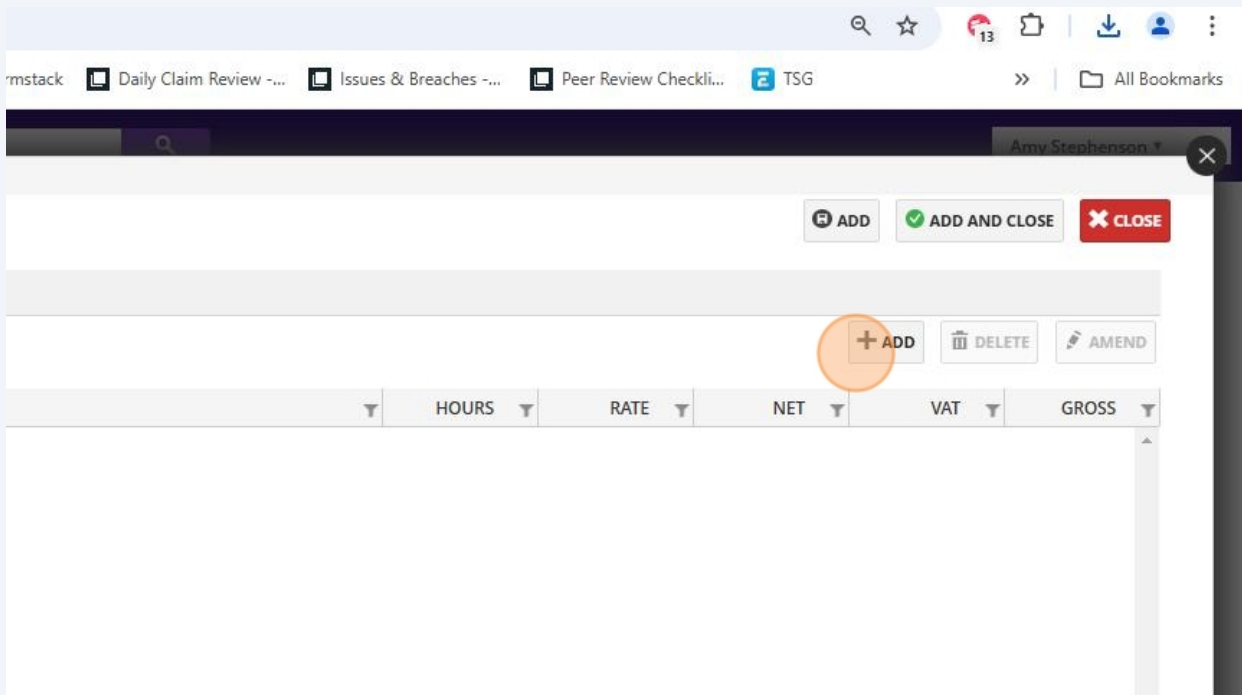 13
rmstack Daily Claim Review -... Issues & Breaches -... Peer Review Checkli... TSG » All Bookmarks
Amy Stephenson
ADD ADD AND CLOSE CLOSE
ADD DELETE AMEND
HOURS RATE NET VAT GROSS